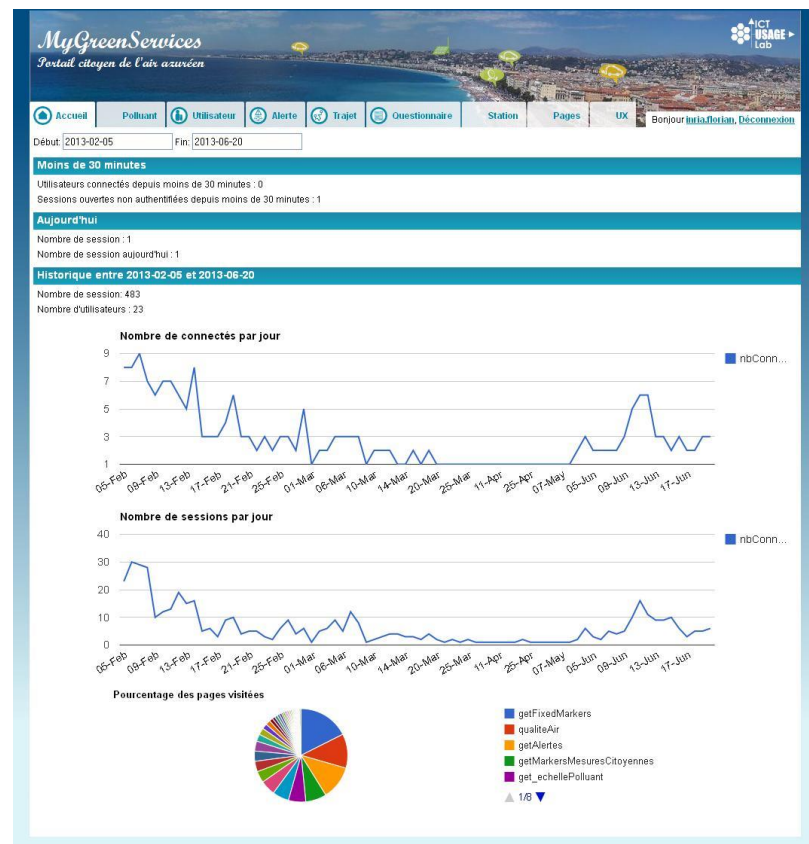 MyGreenServices
Portail citoyen de l'air azuréen
ICT
USAGE
Lab
Accueil Polluant Utilisateur Alerte Trajet Questionnaire Station Pages UX Bonjour inria.florian, Déconnexion
Début: 2013-02-05 Fin: 2013-06-20
Moins de 30 minutes
Utilisateurs connectés depuis moins de 30 minutes : 0
Sessions ouvertes non authentifiées depuis moins de 30 minutes : 1
Aujourd'hui
Nombre de session : 1
Nombre de session aujourd'hui : 1
Historique entre 2013-02-05 et 2013-06-20
Nombre de session: 483
Nombre d'utilisateurs : 23
Nombre de connectés par jour
9
nbConn...
7
5
3
1
05-Feb 09-Feb 13-Feb 17-Feb 21-Feb 25-Feb 01-Mar 06-Mar 10-Mar 14-Mar 20-Mar 25-Mar 11-Apr 25-Apr 07-May 05-Jun 09-Jun 13-Jun 17-Jun
Nombre de sessions par jour
40
nbConn...
30
20
10
0
05-Feb 09-Feb 13-Feb 17-Feb 21-Feb 25-Feb 01-Mar 06-Mar 10-Mar 14-Mar 20-Mar 25-Mar 11-Apr 25-Apr 07-May 05-Jun 09-Jun 13-Jun 17-Jun
Pourcentage des pages visitées
getFixedMarkers
qualiteAir
getAlertes
getMarkersMesuresCitoyennes
get_echellePolluant
1/8